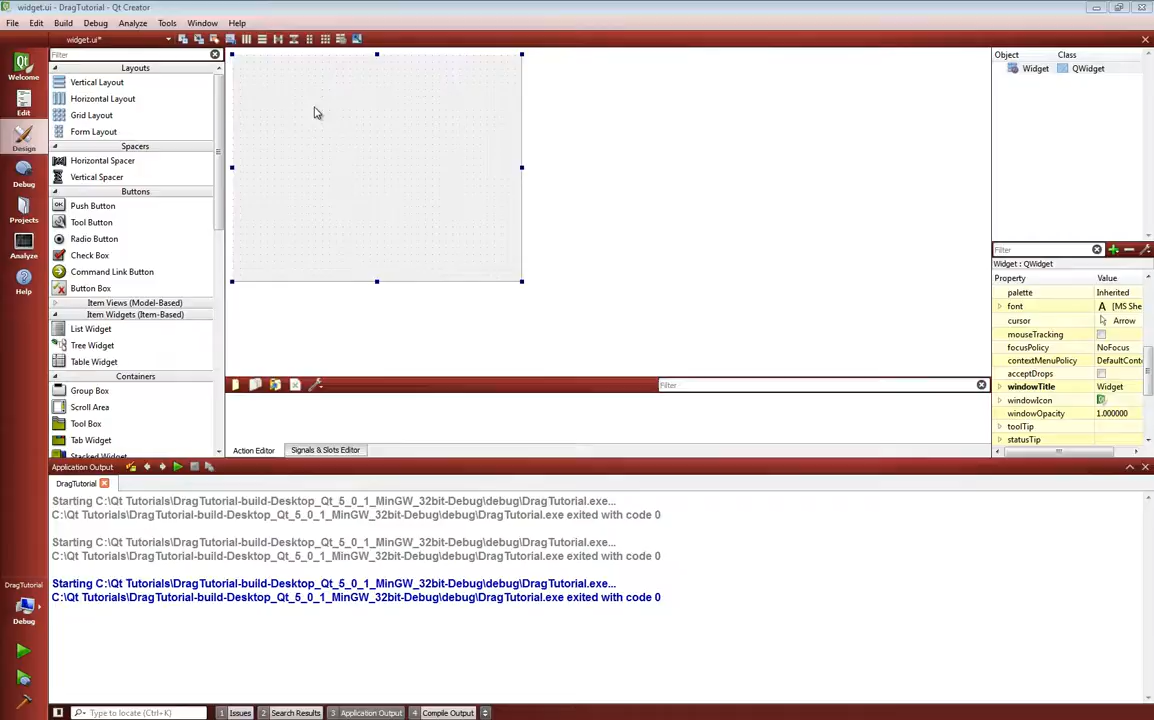 widget.ui - DragTutorial - Qt Creator
File Edit Build Debug Analyze Tools Window Help
widget.ui*
Filter
Layouts
Vertical Layout
Horizontal Layout
Grid Layout
Form Layout
Spacers
Horizontal Spacer
Vertical Spacer
Buttons
Push Button
Tool Button
Radio Button
Check Box
Command Link Button
Button Box
Item Views (Model-Based)
Item Widgets (Item-Based)
List Widget
Tree Widget
Table Widget
Containers
Group Box
Scroll Area
Tool Box
Tab Widget
Welcome
Edit
Design
Debug
Projects
Analyze
Help
Object Class
Widget QWidget
Filter
Widget : QWidget
Property Value
palette Inherited
font A [MS She
cursor Arrow
mouseTracking
focusPolicy NoFocus
contextMenuPolicy DefaultCont
acceptDrops
windowTitle Widget
windowIcon
windowOpacity 1.000000
toolTip
statusTip
Filter
Action Editor Signals & Slots Editor
Application Output
DragTutorial
Starting C:\Qt Tutorials\DragTutorial-build-Desktop_Qt_5_0_1_MinGW_32bit-Debug\debug\DragTutorial.exe...
C:\Qt Tutorials\DragTutorial-build-Desktop_Qt_5_0_1_MinGW_32bit-Debug\debug\DragTutorial.exe exited with code 0
Starting C:\Qt Tutorials\DragTutorial-build-Desktop_Qt_5_0_1_MinGW_32bit-Debug\debug\DragTutorial.exe...
C:\Qt Tutorials\DragTutorial-build-Desktop_Qt_5_0_1_MinGW_32bit-Debug\debug\DragTutorial.exe exited with code 0
Starting C:\Qt Tutorials\DragTutorial-build-Desktop_Qt_5_0_1_MinGW_32bit-Debug\debug\DragTutorial.exe...
C:\Qt Tutorials\DragTutorial-build-Desktop_Qt_5_0_1_MinGW_32bit-Debug\debug\DragTutorial.exe exited with code 0
DragTutorial
Debug
Type to locate (Ctrl+K) 1 Issues 2 Search Results 3 Application Output 4 Compile Output